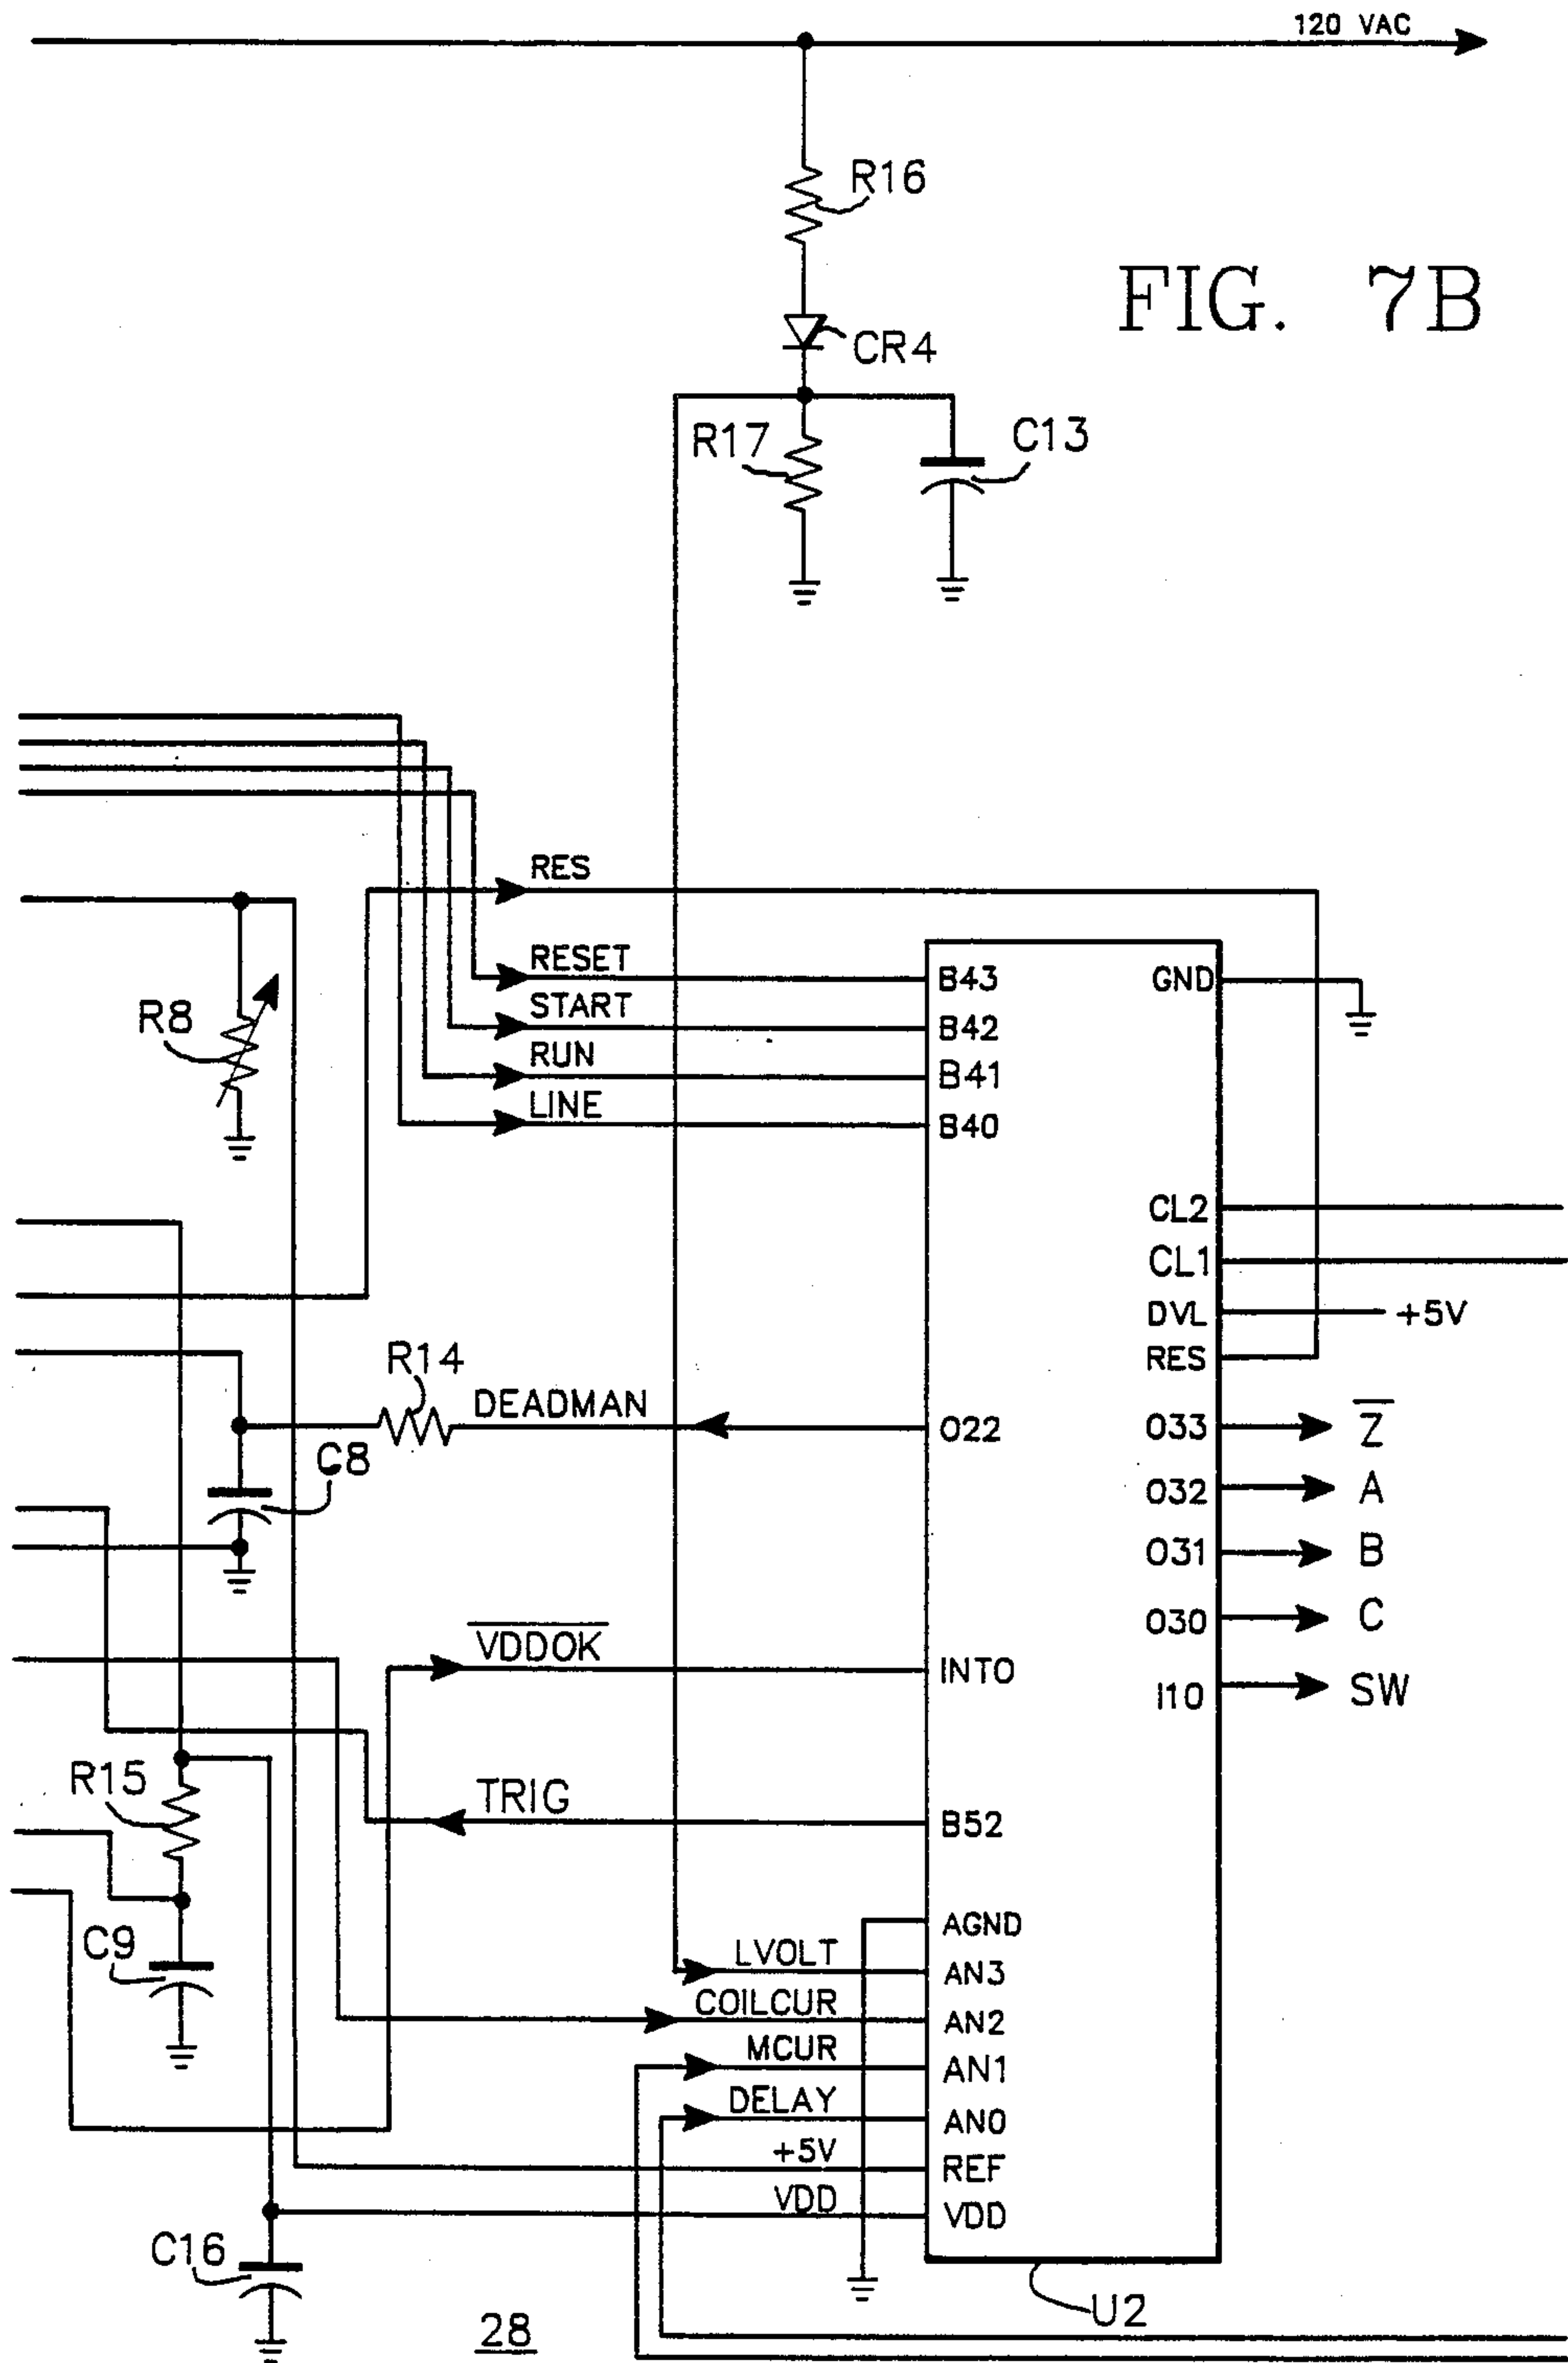 120 VAC
R16
FIG. 7B
CR4
R17
C13
RES
RESET
B43
GND
START
B42
R8
RUN
B41
LINE
B40
CL2
CL1
DVL
+5V
RES
R14
DEADMAN
O22
O33
Z̅
C8
O32
A
O31
B
O30
C
V̅D̅D̅O̅K̅
INT0
I10
SW
R15
TRIG
B52
AGND
C9
LVOLT
AN3
COILCUR
AN2
MCUR
AN1
DELAY
AN0
+5V
REF
VDD
VDD
C16
U2
28